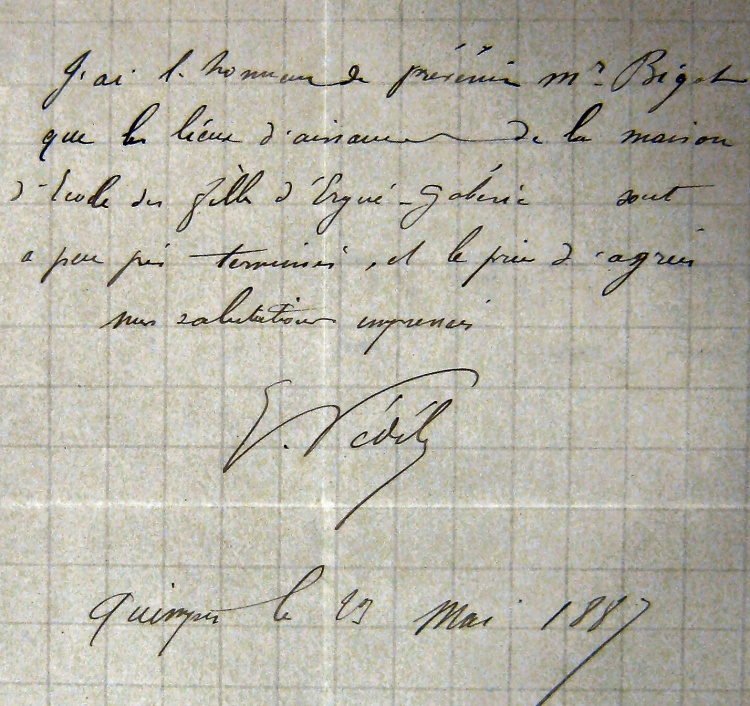 J'ai l'honneur de prévenir Mr Bigot
que les lieux d'aisance de la maison
d'école des filles d'Ergué-Gabéric sont
a peu près terminés, et le prie d'agréer
mes salutations empressées
Quimper le 23 Mai 1887